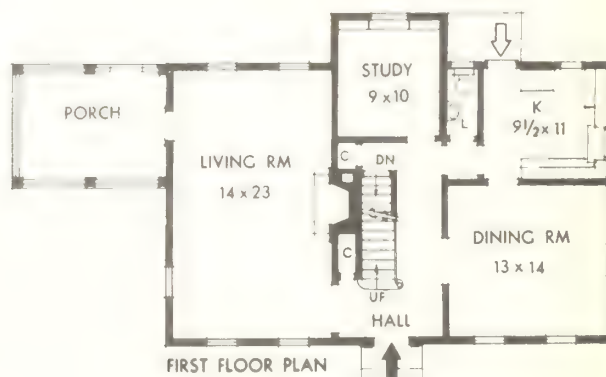 STUDY
9 x 10
PORCH
K
9½ x 11
L
C
DN
LIVING RM
14 x 23
DINING RM
13 x 14
C
UP
HALL
FIRST FLOOR PLAN